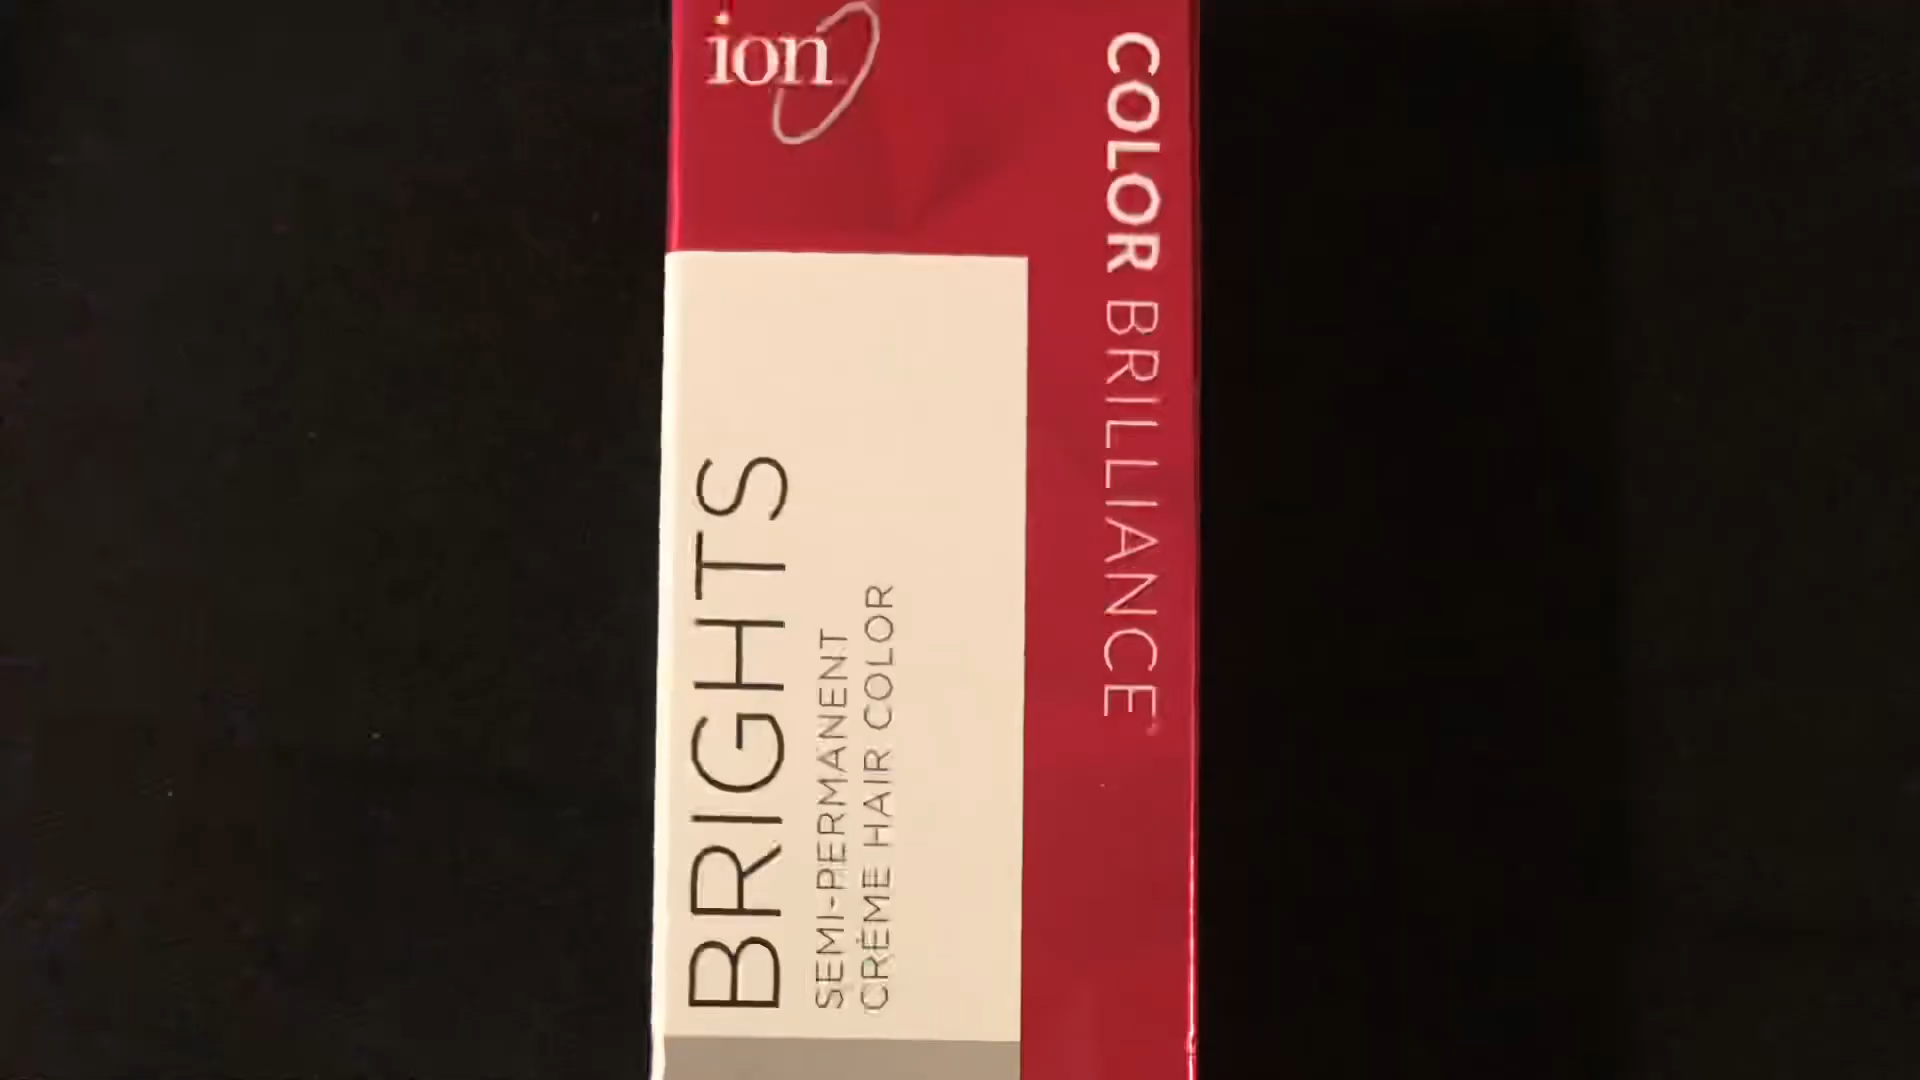 ion
COLOR BRILLIANCE
BRIGHTS
SEMI-PERMANENT
CRÈME HAIR COLOR